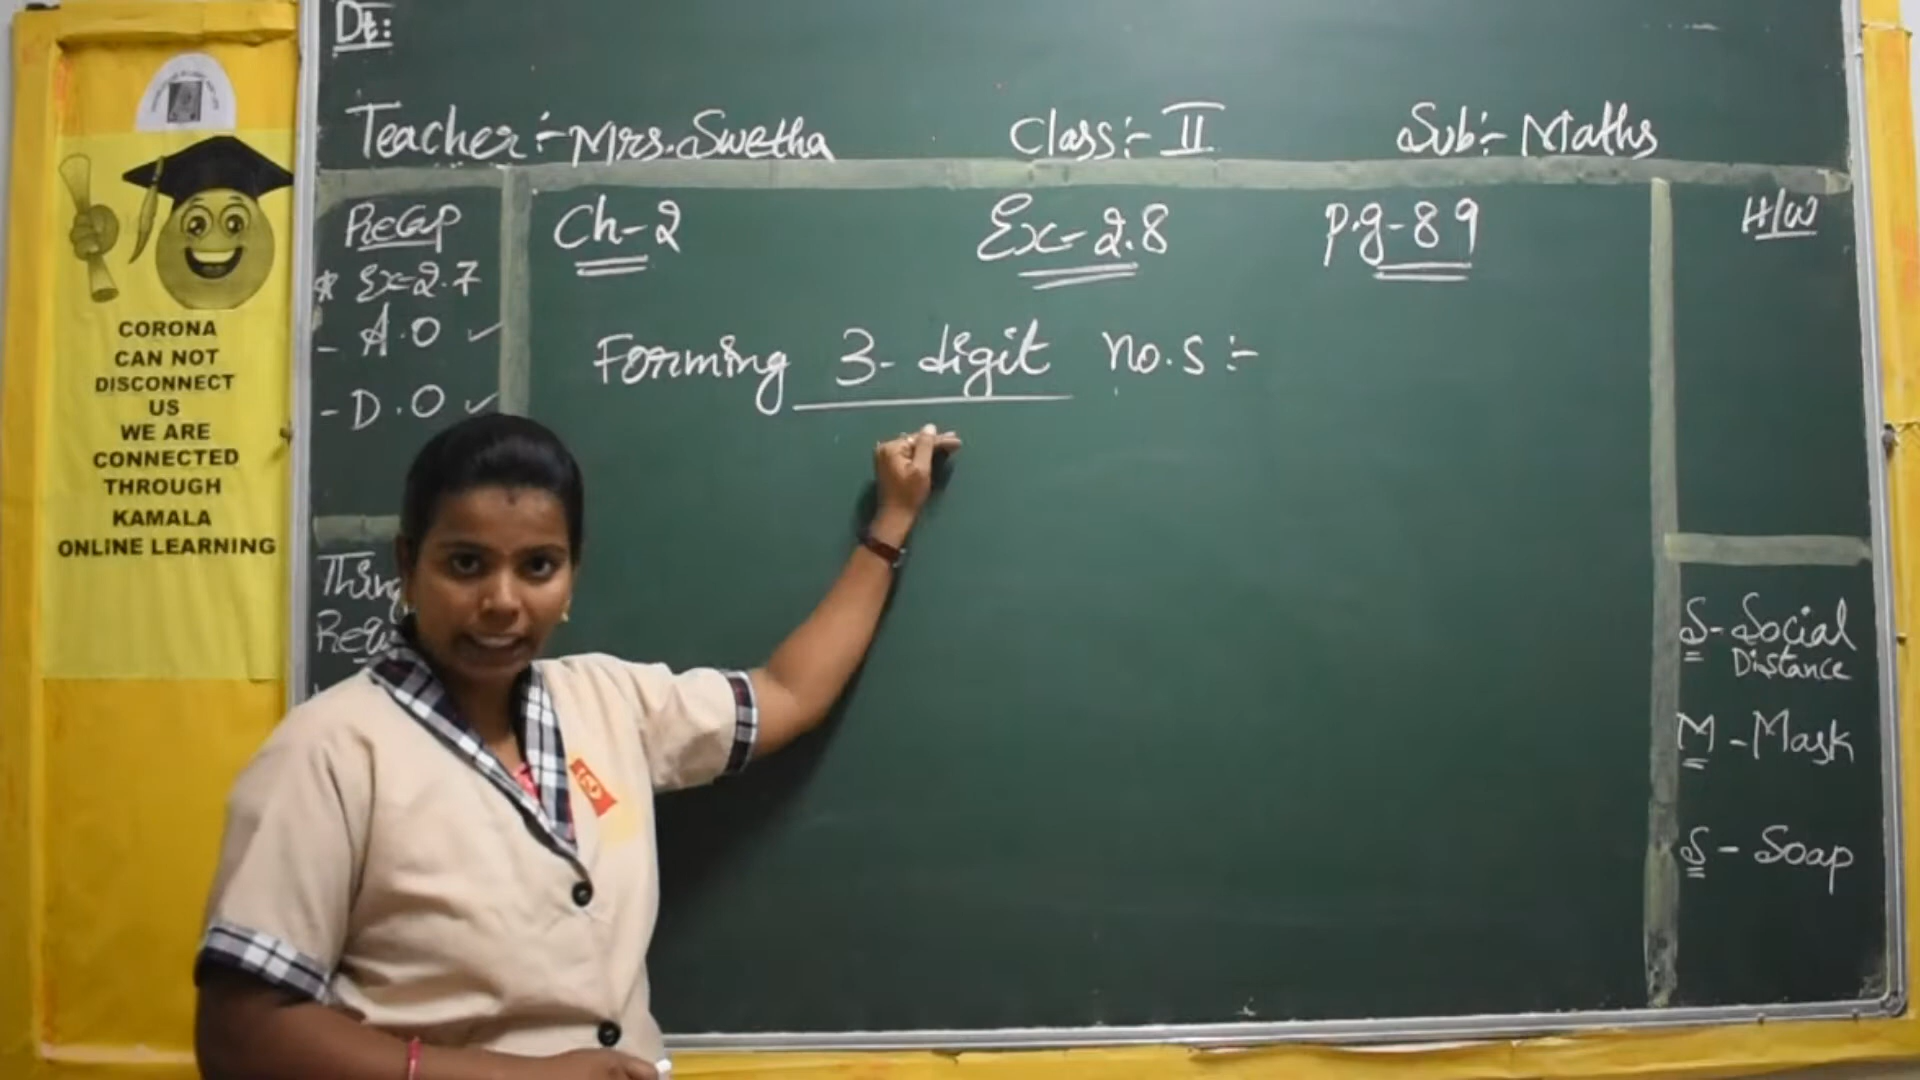 CORONA
CAN NOT
DISCONNECT
US
WE ARE
CONNECTED
THROUGH
KAMALA
ONLINE LEARNING
Dt:
Teacher :- Mrs. Swetha Class :- II Sub :- Maths
Recap
* Ex-2.7
- A.O ✓
- D.O ✓
Ch-2 Ex-2.8 P.g-89
Forming 3-digit no.s :-
H/W
S - Social
Distance
M - Mask
S - Soap